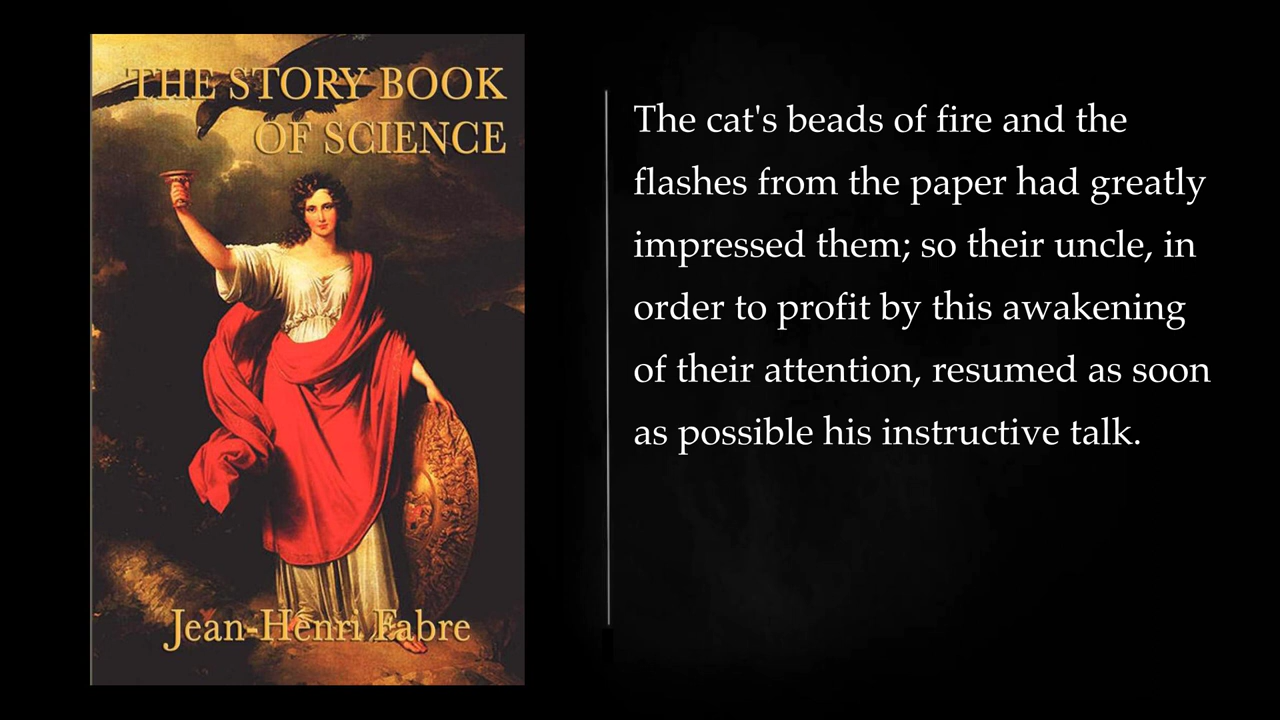 THE STORY BOOK
OF SCIENCE
Jean-Henri Fabre
The cat's beads of fire and the
flashes from the paper had greatly
impressed them; so their uncle, in
order to profit by this awakening
of their attention, resumed as soon
as possible his instructive talk.